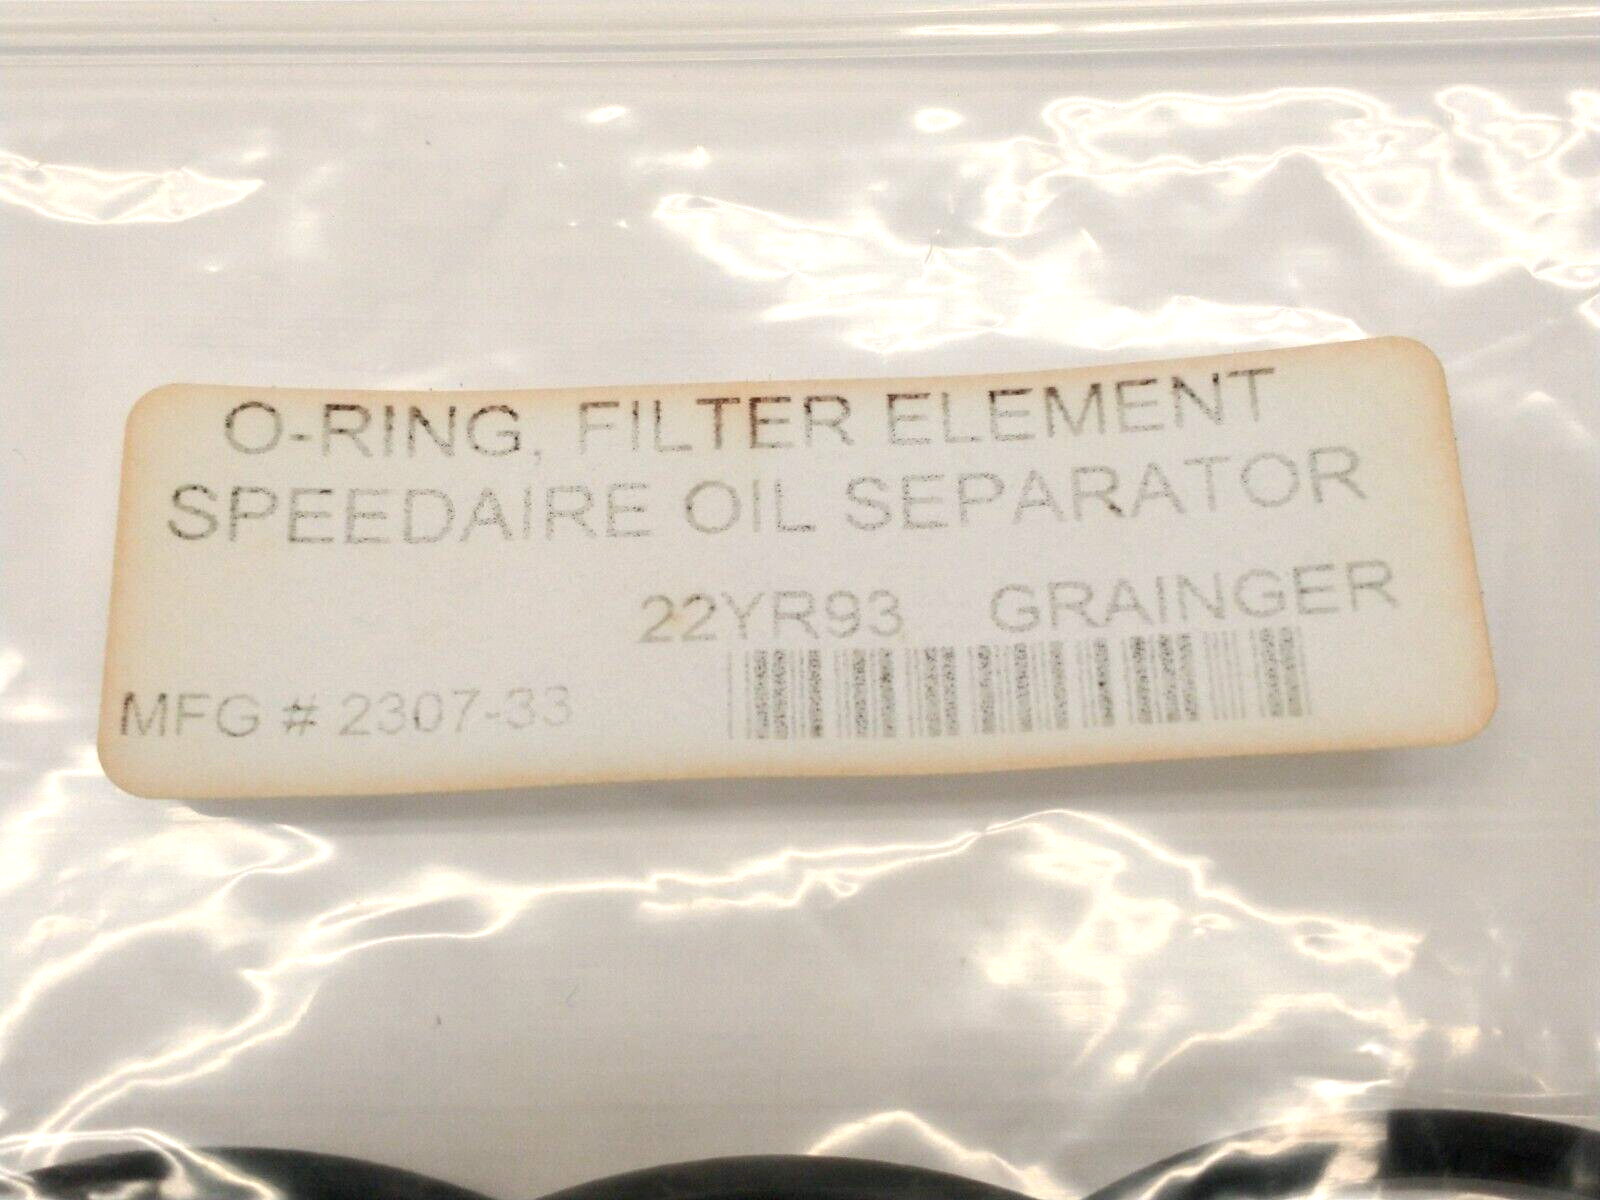 O-RING, FILTER ELEMENT
SPEEDAIRE OIL SEPARATOR
22YR93 GRAINGER
MFG # 2307-33